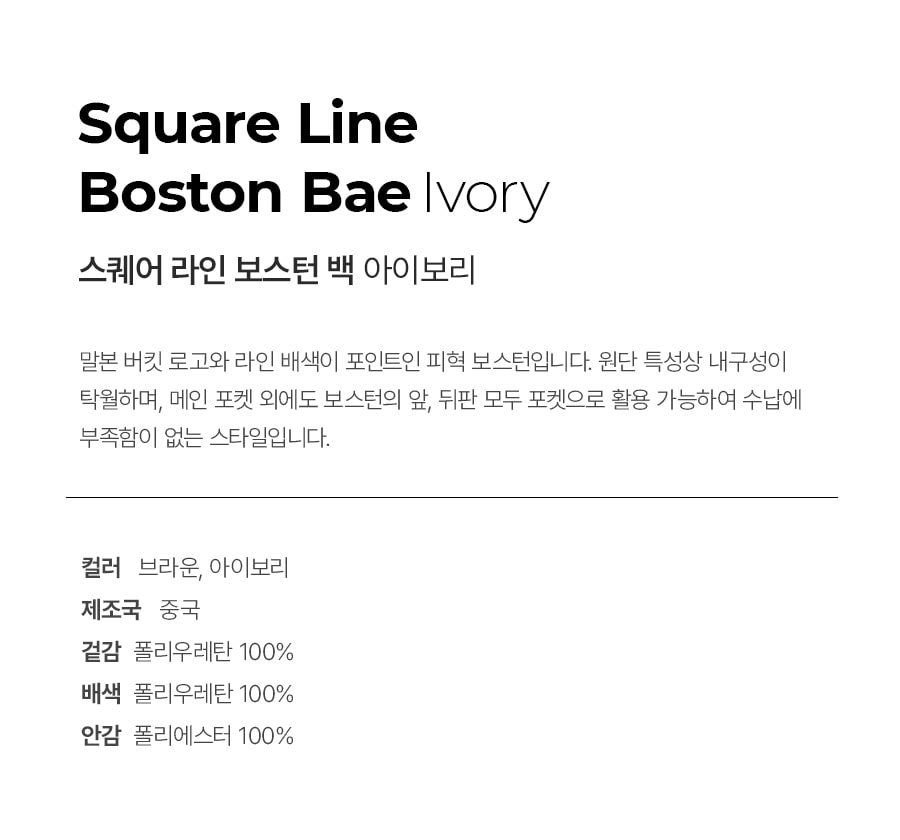 Square Line
Boston Bae Ivory
스퀘어 라인 보스턴 백 아이보리
말본 버킷 로고와 라인 배색이 포인트인 피혁 보스턴입니다. 원단 특성상 내구성이
탁월하며, 메인 포켓 외에도 보스턴의 앞, 뒤판 모두 포켓으로 활용 가능하여 수납에
부족함이 없는 스타일입니다.
컬러 브라운, 아이보리
제조국 중국
겉감 폴리우레탄 100%
배색 폴리우레탄 100%
안감 폴리에스터 100%